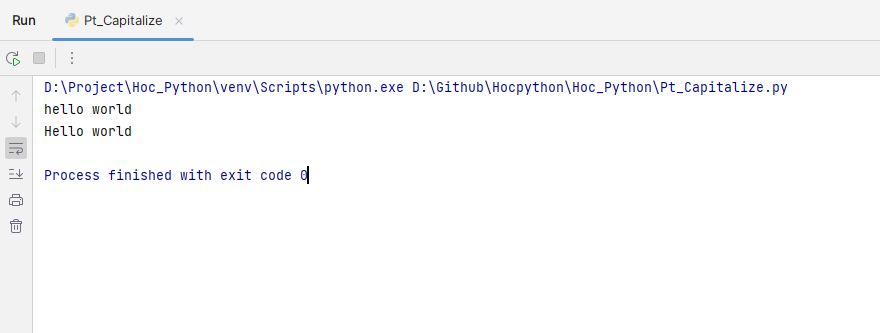 Run Pt_Capitalize
D:\Project\Hoc_Python\venv\Scripts\python.exe D:\Github\Hocpython\Hoc_Python\Pt_Capitalize.py
hello world
Hello world
Process finished with exit code 0